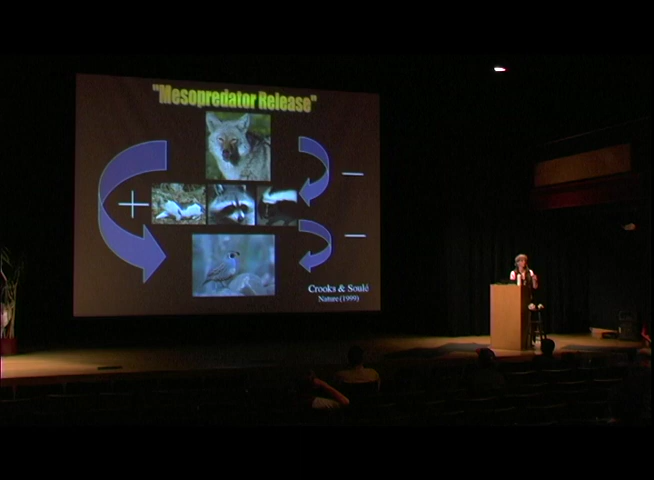 "Mesopredator Release"
+
−
−
Crooks & Soulé
Nature (1999)